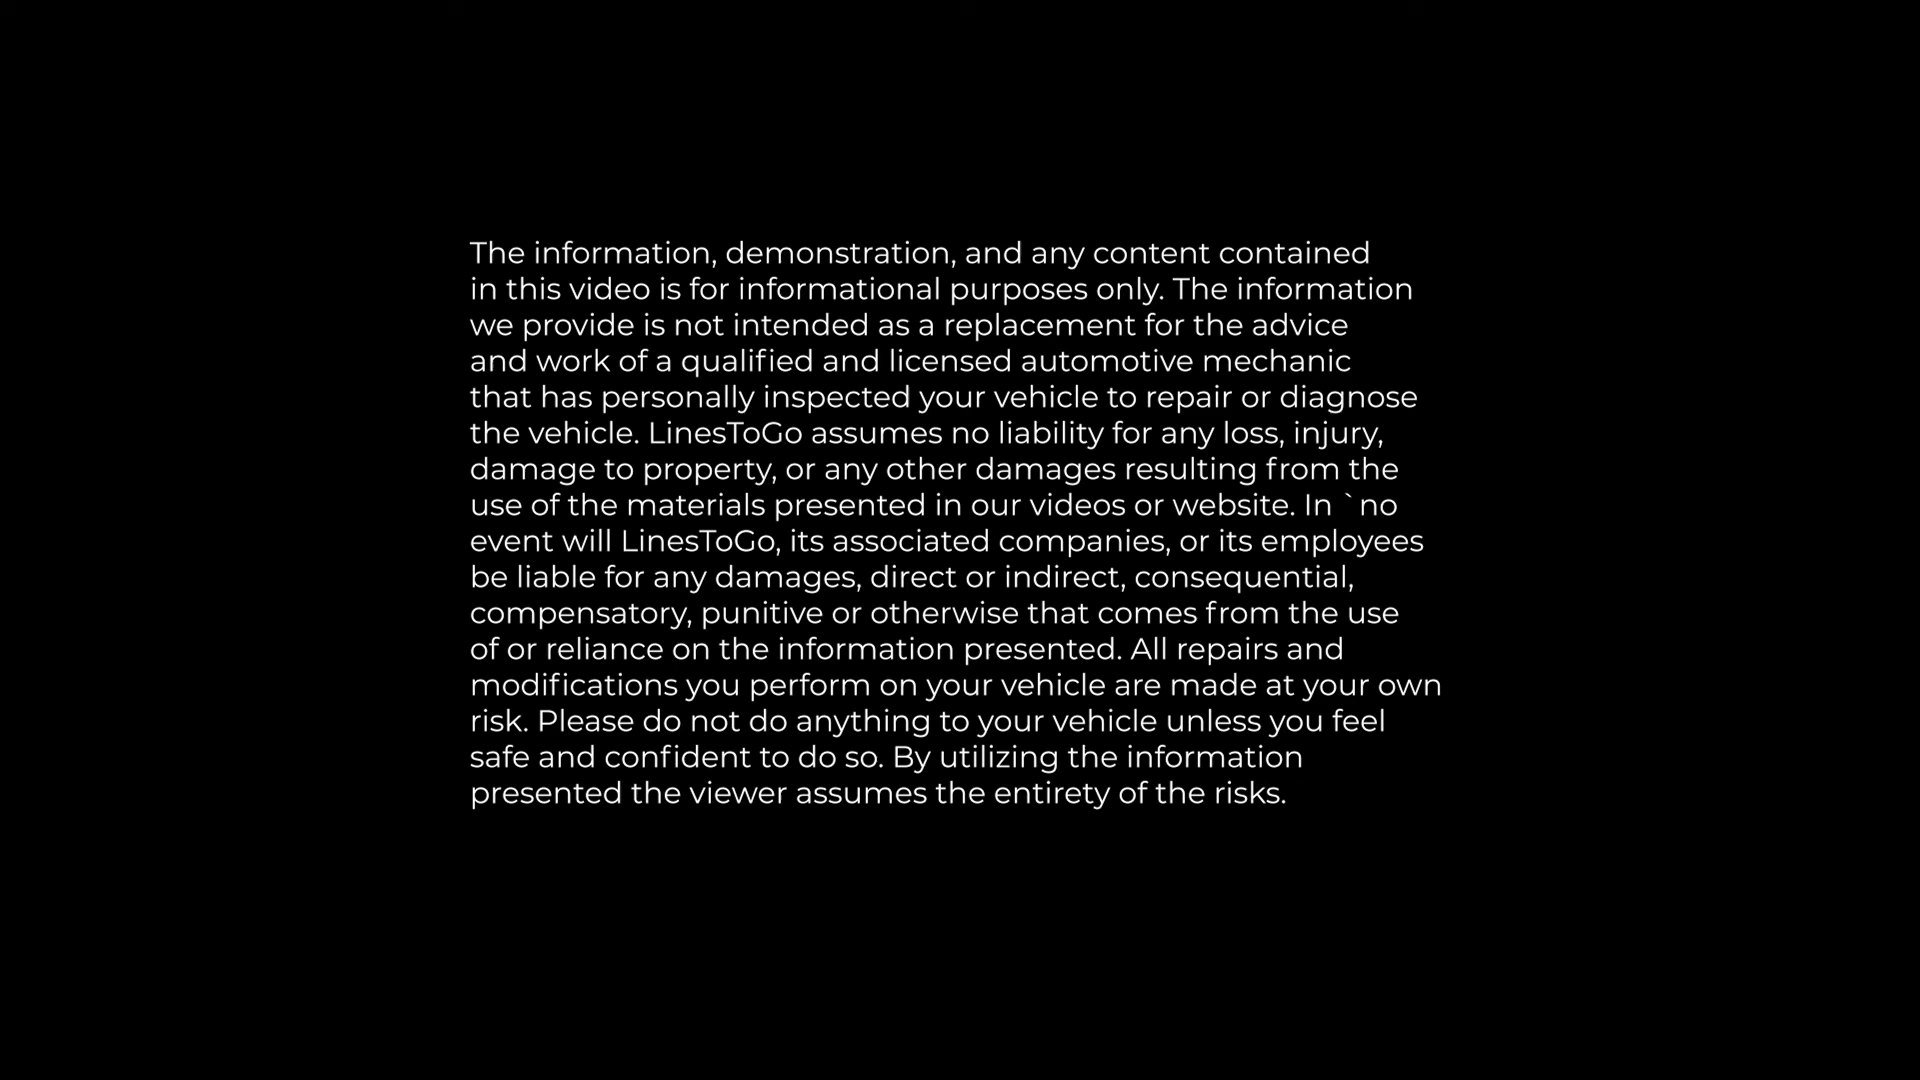 The information, demonstration, and any content contained
in this video is for informational purposes only. The information
we provide is not intended as a replacement for the advice
and work of a qualified and licensed automotive mechanic
that has personally inspected your vehicle to repair or diagnose
the vehicle. LinesToGo assumes no liability for any loss, injury,
damage to property, or any other damages resulting from the
use of the materials presented in our videos or website. In `no
event will LinesToGo, its associated companies, or its employees
be liable for any damages, direct or indirect, consequential,
compensatory, punitive or otherwise that comes from the use
of or reliance on the information presented. All repairs and
modifications you perform on your vehicle are made at your own
risk. Please do not do anything to your vehicle unless you feel
safe and confident to do so. By utilizing the information
presented the viewer assumes the entirety of the risks.